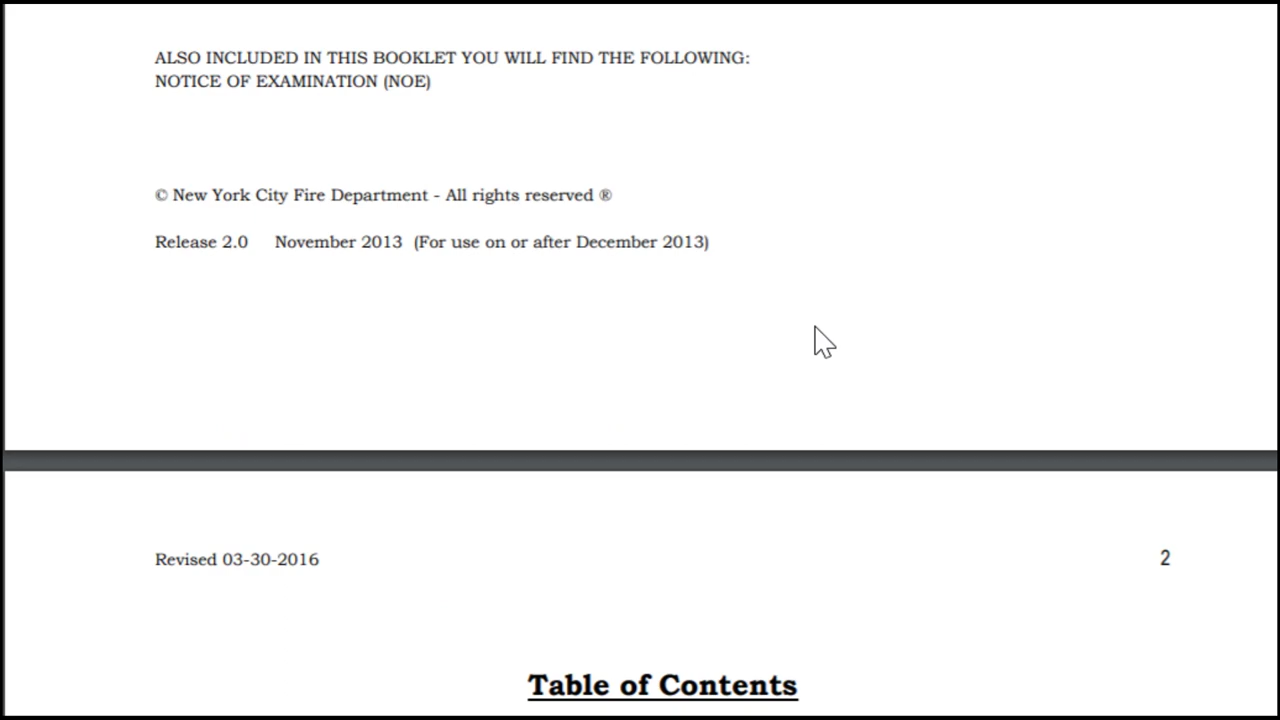 ALSO INCLUDED IN THIS BOOKLET YOU WILL FIND THE FOLLOWING:
NOTICE OF EXAMINATION (NOE)
© New York City Fire Department - All rights reserved ®
Release 2.0 November 2013 (For use on or after December 2013)
Revised 03-30-2016 2
Table of Contents